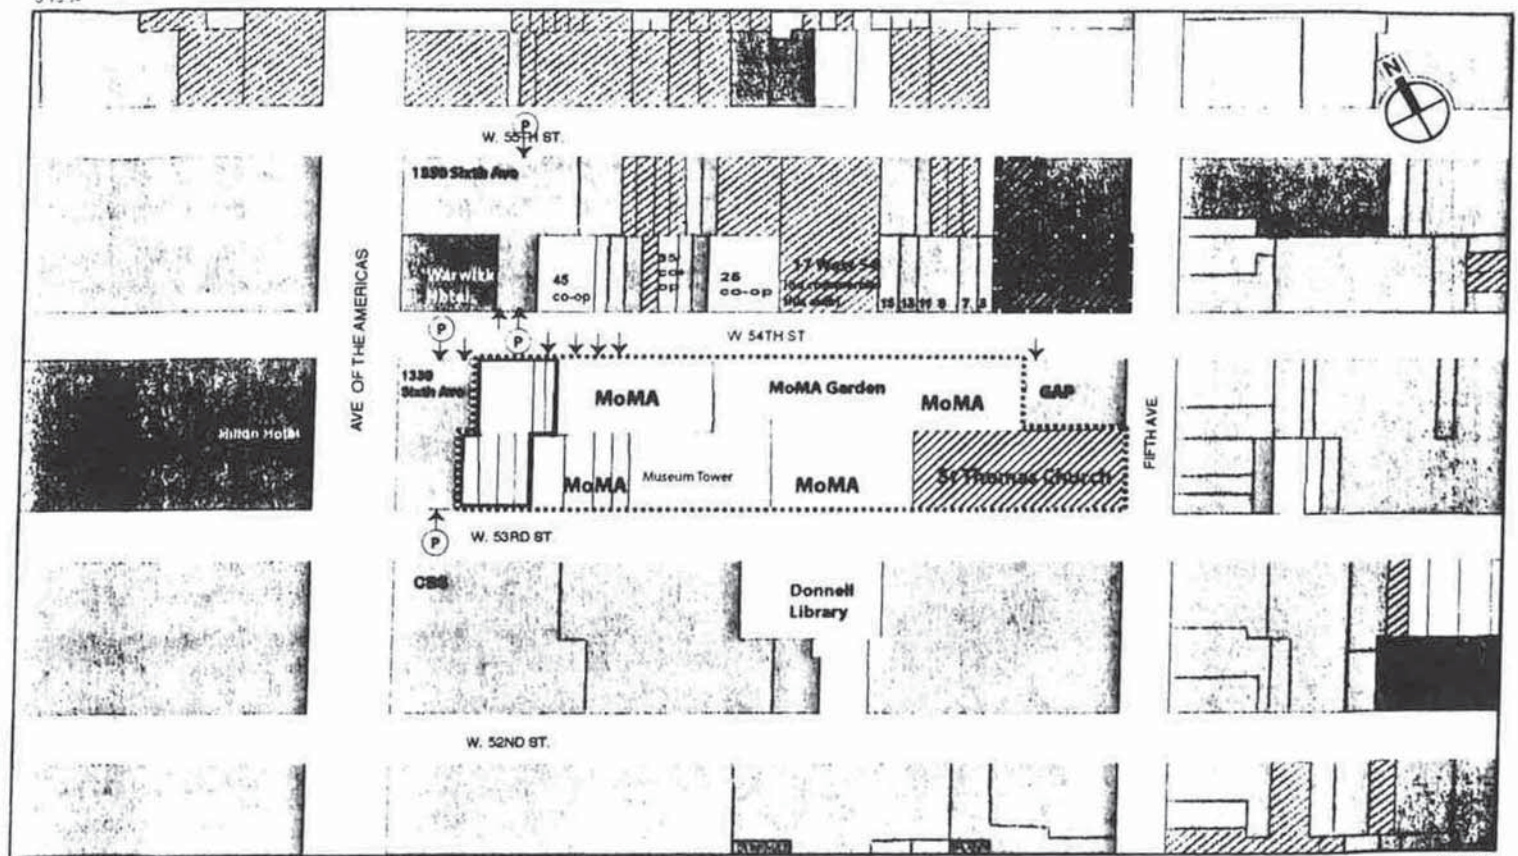 N
P
W. 55TH ST.
1350 Sixth Ave
AVE OF THE AMERICAS
Warwick
Hotel
45
co-op
35
co-
op
25
co-op
17 West 54
15 13 11 9 7 5
P
P
W 54TH ST
1330
Sixth Ave
MoMA
MoMA Garden
MoMA
GAP
FIFTH AVE
Hilton Hotel
MoMA
Museum Tower
MoMA
St Thomas Church
P
W. 53RD ST.
CBS
Donnell
Library
W. 52ND ST.